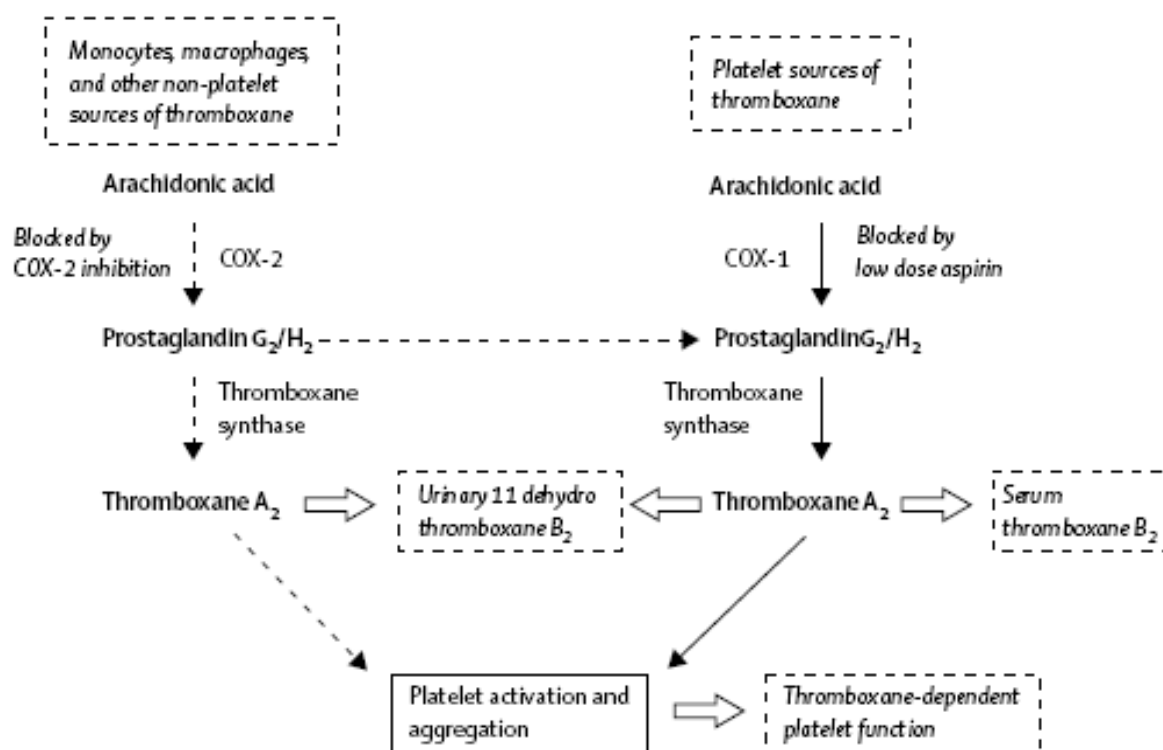 Monocytes, macrophages,
and other non-platelet
sources of thromboxane
Platelet sources of
thromboxane
Arachidonic acid
Arachidonic acid
Blocked by
COX-2 inhibition
COX-2
COX-1
Blocked by
low dose aspirin
Prostaglandin G₂/H₂
ProstaglandinG₂/H₂
Thromboxane
synthase
Thromboxane
synthase
Thromboxane A₂
Urinary 11 dehydro
thromboxane B₂
Thromboxane A₂
Serum
thromboxane B₂
Platelet activation and
aggregation
Thromboxane-dependent
platelet function